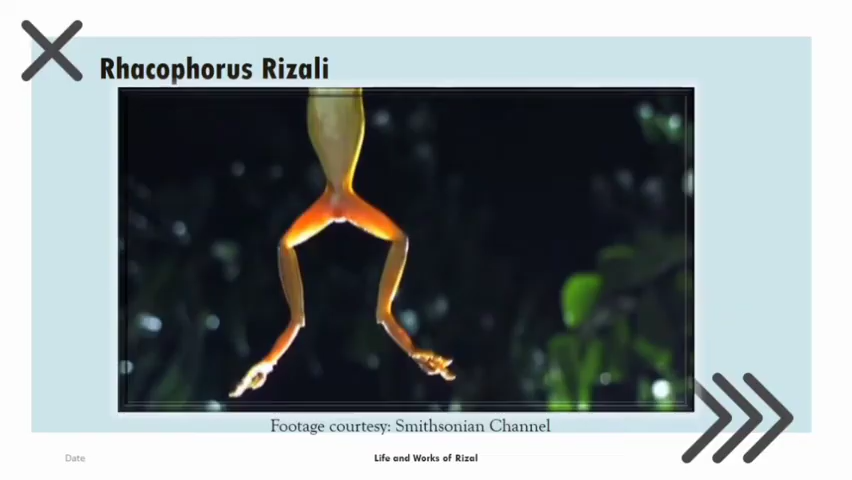 Rhacophorus Rizali
Footage courtesy: Smithsonian Channel
Date
Life and Works of Rizal